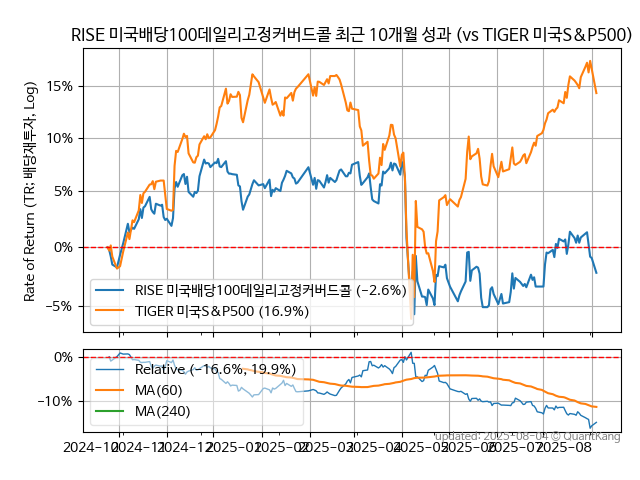 RISE 미국배당100데일리고정커버드콜 최근 10개월 성과 (vs TIGER 미국S&P500)
Rate of Return (TR: 배당재투자, Log)
15%
10%
5%
0%
−5%
RISE 미국배당100데일리고정커버드콜 (−2.6%)
TIGER 미국S&P500 (16.9%)
0%
−10%
Relative (−16.6%, 19.9%)
MA(60)
MA(240)
2024-10 2024-11 2024-12 2025-01 2025-02 2025-03 2025-04 2025-05 2025-06 2025-07 2025-08
updated: 2025-08-04 © QuantKang